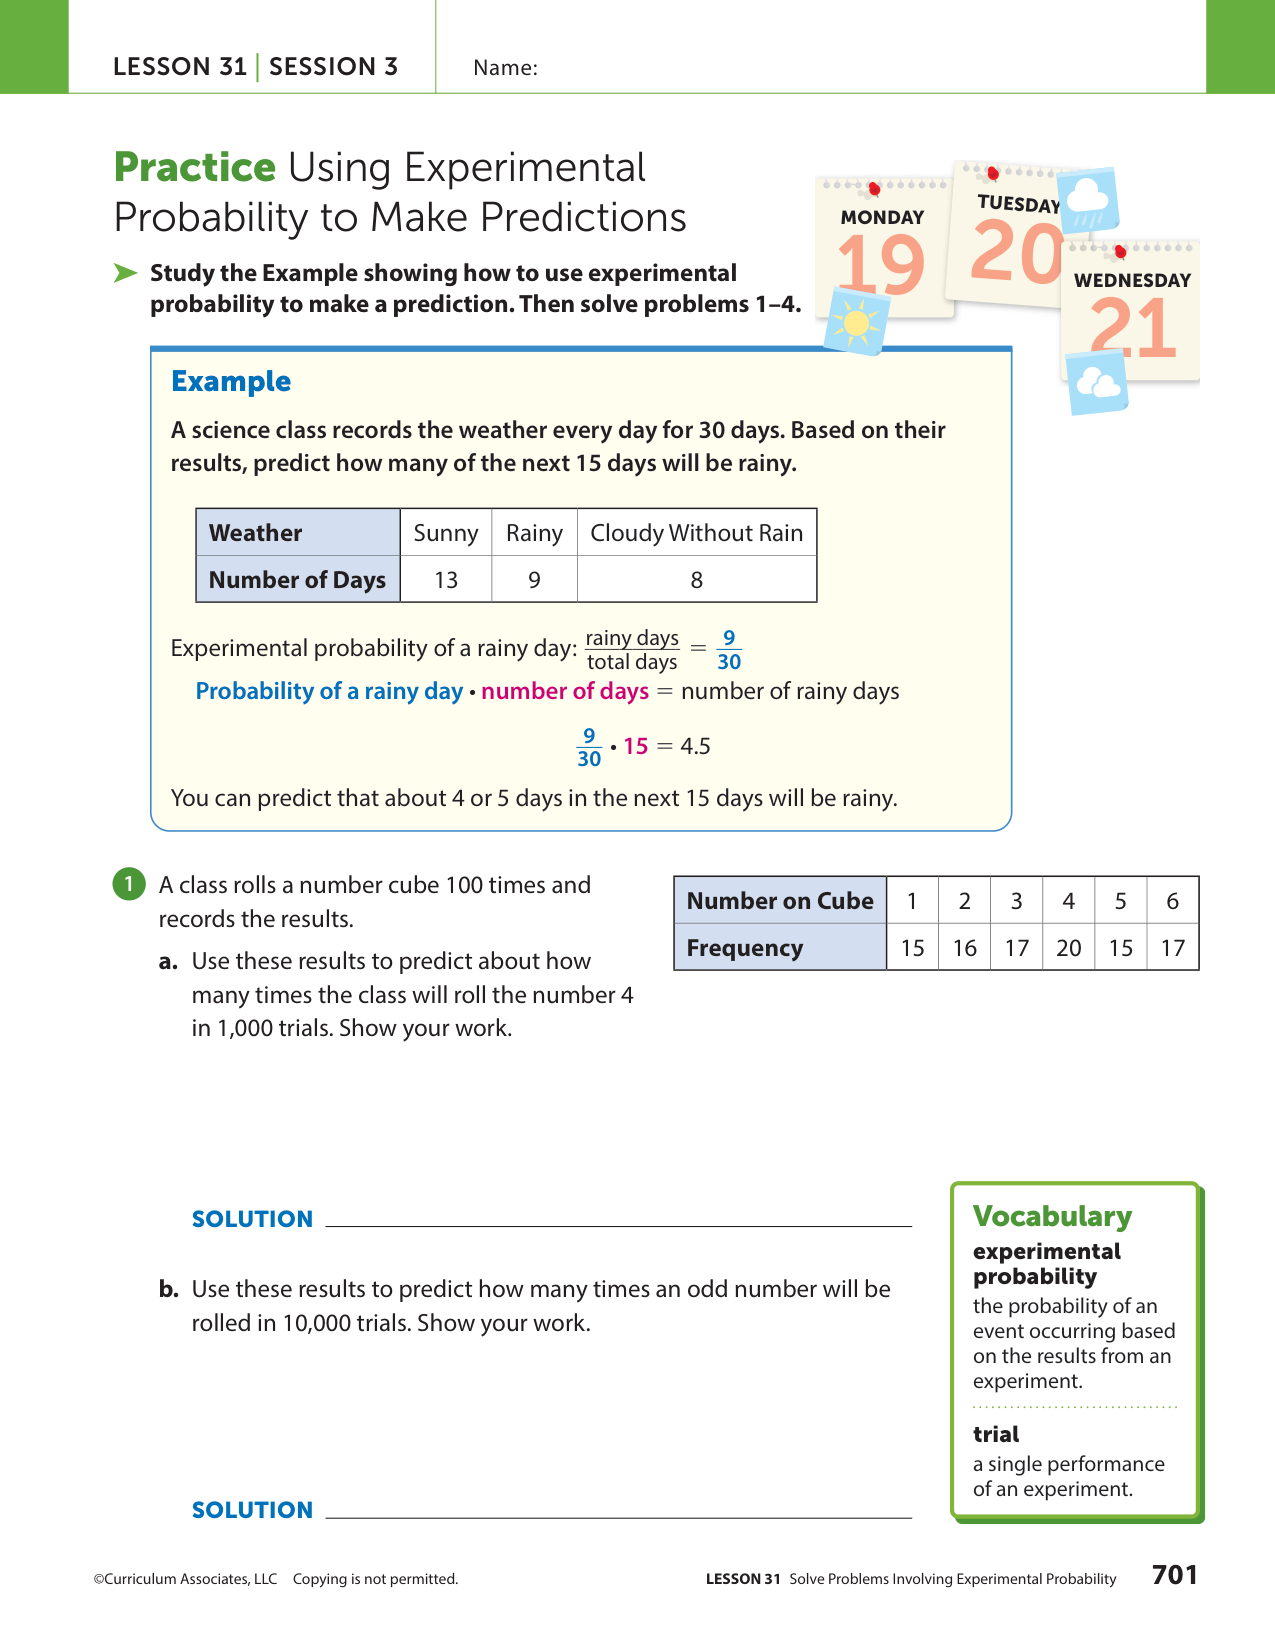 LESSON 31 | SESSION 3
Name:
Practice Using Experimental
Probability to Make Predictions
Study the Example showing how to use experimental
probability to make a prediction. Then solve problems 1–4.
MONDAY
19
TUESDAY
20
WEDNESDAY
21
Example
A science class records the weather every day for 30 days. Based on their
results, predict how many of the next 15 days will be rainy.
Weather Sunny Rainy Cloudy Without Rain
Number of Days 13 9 8
Experimental probability of a rainy day: rainy days/total days = 9/30
Probability of a rainy day • number of days = number of rainy days
9/30 • 15 = 4.5
You can predict that about 4 or 5 days in the next 15 days will be rainy.
1 A class rolls a number cube 100 times and
records the results.
Number on Cube 1 2 3 4 5 6
Frequency 15 16 17 20 15 17
a. Use these results to predict about how
many times the class will roll the number 4
in 1,000 trials. Show your work.
SOLUTION
b. Use these results to predict how many times an odd number will be
rolled in 10,000 trials. Show your work.
SOLUTION
Vocabulary
experimental
probability
the probability of an
event occurring based
on the results from an
experiment.
trial
a single performance
of an experiment.
©Curriculum Associates, LLC Copying is not permitted.
LESSON 31 Solve Problems Involving Experimental Probability 701